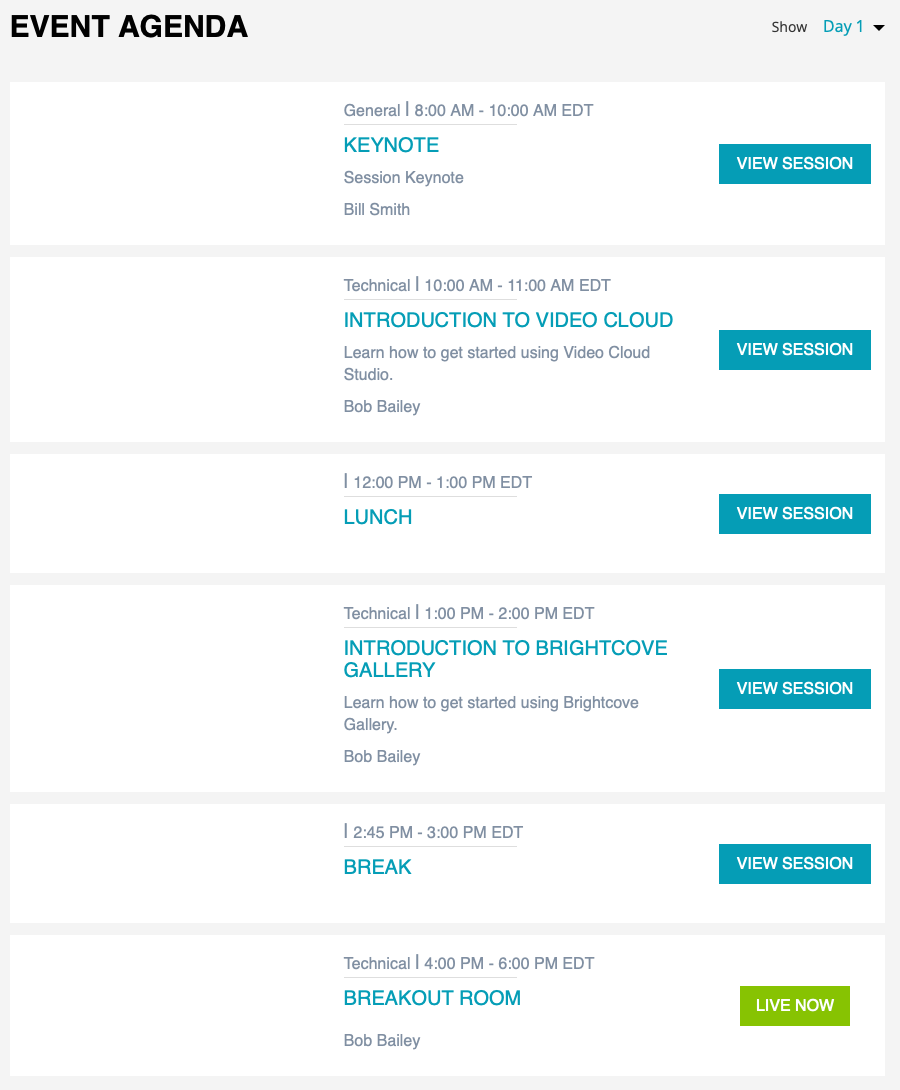 EVENT AGENDA
Show Day 1
General | 8:00 AM - 10:00 AM EDT
KEYNOTE
Session Keynote
Bill Smith
VIEW SESSION
Technical | 10:00 AM - 11:00 AM EDT
INTRODUCTION TO VIDEO CLOUD
Learn how to get started using Video Cloud
Studio.
Bob Bailey
VIEW SESSION
| 12:00 PM - 1:00 PM EDT
LUNCH
VIEW SESSION
Technical | 1:00 PM - 2:00 PM EDT
INTRODUCTION TO BRIGHTCOVE
GALLERY
Learn how to get started using Brightcove
Gallery.
Bob Bailey
VIEW SESSION
| 2:45 PM - 3:00 PM EDT
BREAK
VIEW SESSION
Technical | 4:00 PM - 6:00 PM EDT
BREAKOUT ROOM
Bob Bailey
LIVE NOW